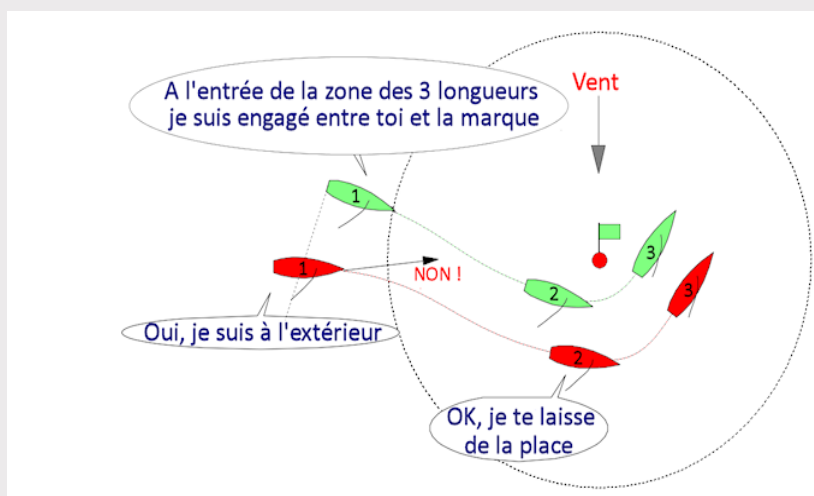 A l'entrée de la zone des 3 longueurs
je suis engagé entre toi et la marque
Vent
1
1
NON !
Oui, je suis à l'extérieur
2
3
3
2
OK, je te laisse
de la place